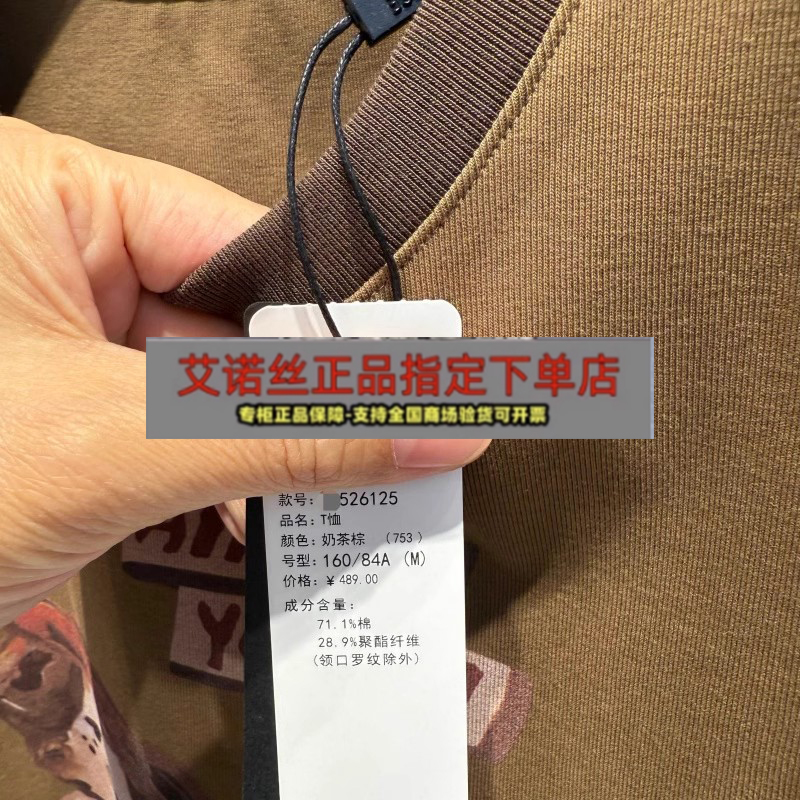 艾诺丝正品指定下单店
专柜正品保障-支持全国商场验货可开票
款号: 526125
品名: T恤
颜色: 奶茶棕 (753)
号型: 160/84A (M)
价格: ¥ 489.00
成分含量:
71.1%棉
28.9%聚酯纤维
(领口罗纹除外)